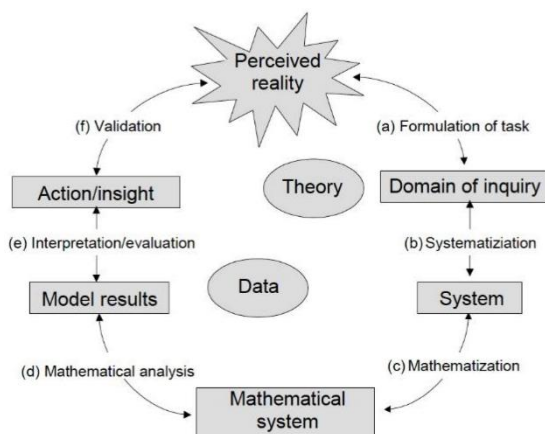 Perceived
reality
(f) Validation
(a) Formulation of task
Action/insight
Theory
Domain of inquiry
(e) Interpretation/evaluation
(b) Systematiziation
Model results
Data
System
(d) Mathematical analysis
(c) Mathematization
Mathematical
system